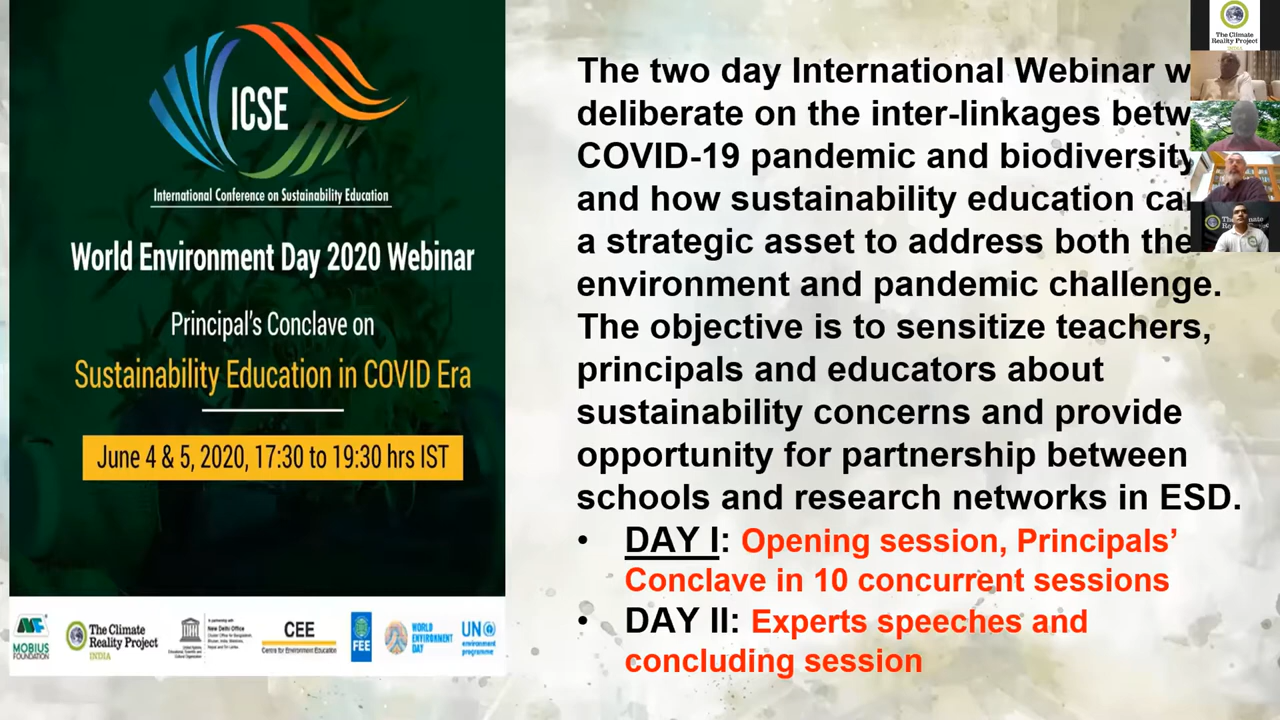 ICSE
International Conference on Sustainability Education
World Environment Day 2020 Webinar
Principal's Conclave on
Sustainability Education in COVID Era
June 4 & 5, 2020, 17:30 to 19:30 hrs IST
MOBIUS
FOUNDATION
The Climate
Reality Project
INDIA
New Delhi Office
CEE
Centre for Environment Education
FEE
WORLD
ENVIRONMENT
DAY
UN
environment
programme
The two day International Webinar w
deliberate on the inter-linkages betw
COVID-19 pandemic and biodiversity
and how sustainability education ca
a strategic asset to address both the
environment and pandemic challenge.
The objective is to sensitize teachers,
principals and educators about
sustainability concerns and provide
opportunity for partnership between
schools and research networks in ESD.
• DAY I: Opening session, Principals’
Conclave in 10 concurrent sessions
• DAY II: Experts speeches and
concluding session
The Climate
Reality Project
INDIA